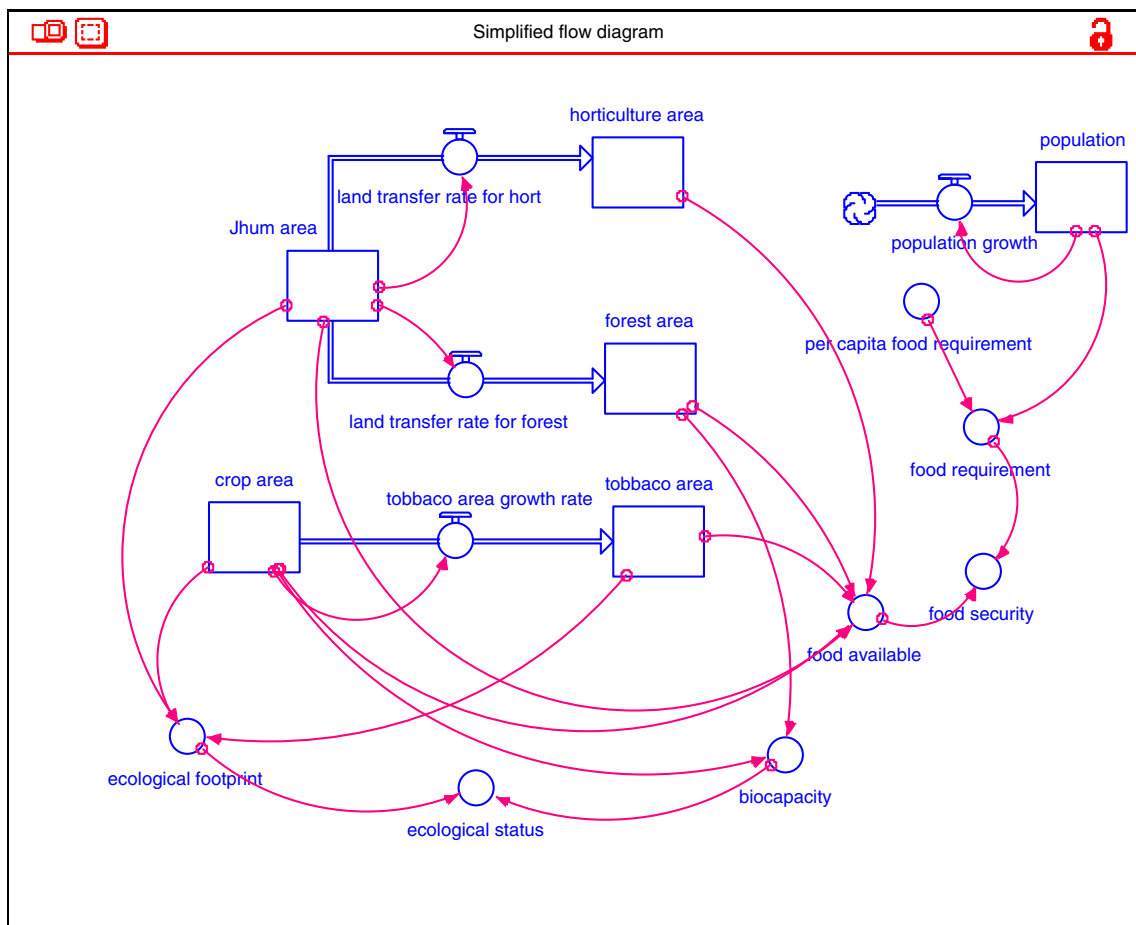 Simplified flow diagram
horticulture area
population
land transfer rate for hort
Jhum area
population growth
forest area
per capita food requirement
land transfer rate for forest
food requirement
crop area
tobbaco area growth rate
tobbaco area
food security
food available
ecological footprint
biocapacity
ecological status